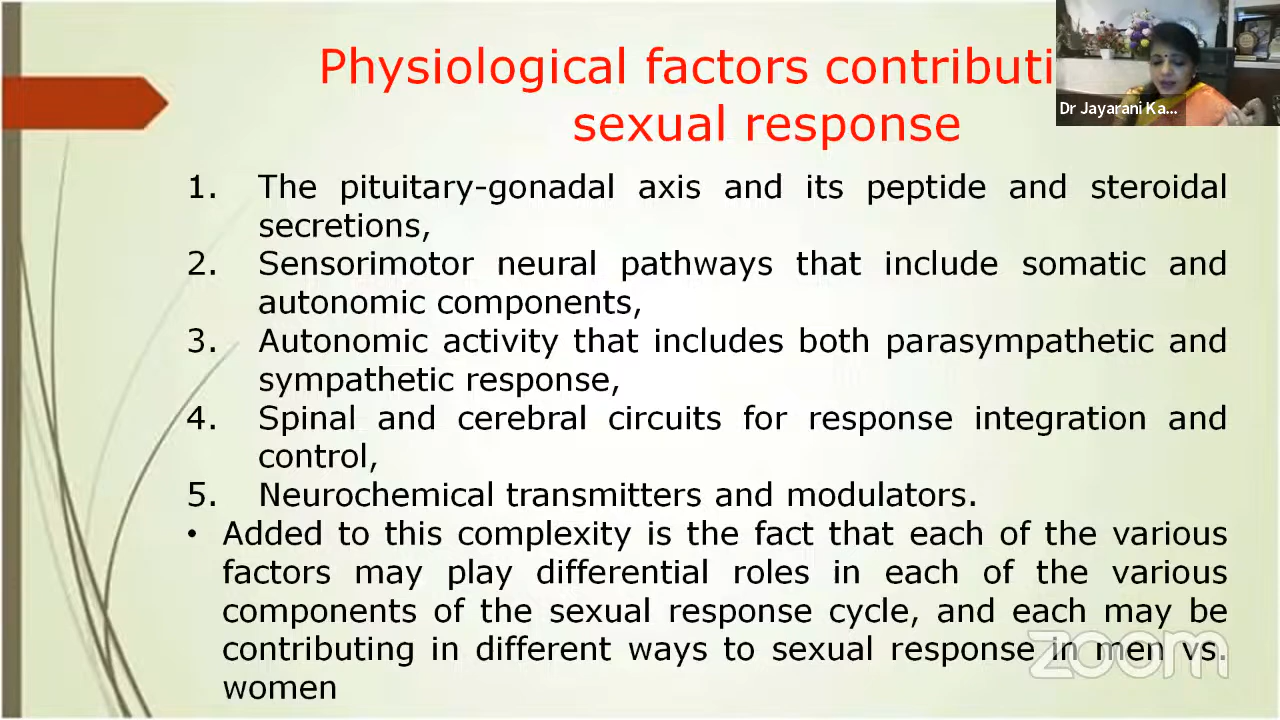 Physiological factors contributi
sexual response
Dr Jayarani Ka...
1. The pituitary-gonadal axis and its peptide and steroidal
secretions,
2. Sensorimotor neural pathways that include somatic and
autonomic components,
3. Autonomic activity that includes both parasympathetic and
sympathetic response,
4. Spinal and cerebral circuits for response integration and
control,
5. Neurochemical transmitters and modulators.
• Added to this complexity is the fact that each of the various
factors may play differential roles in each of the various
components of the sexual response cycle, and each may be
contributing in different ways to sexual response in men vs.
women
zoom